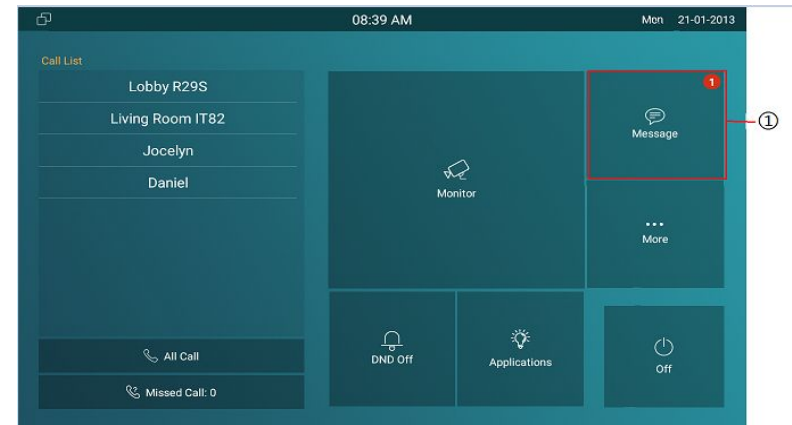 08:39 AM
Mon 21-01-2013
Call List
Lobby R29S
Living Room IT82
Jocelyn
Daniel
All Call
Missed Call: 0
Monitor
1
Message
①
More
DND Off
Applications
Off